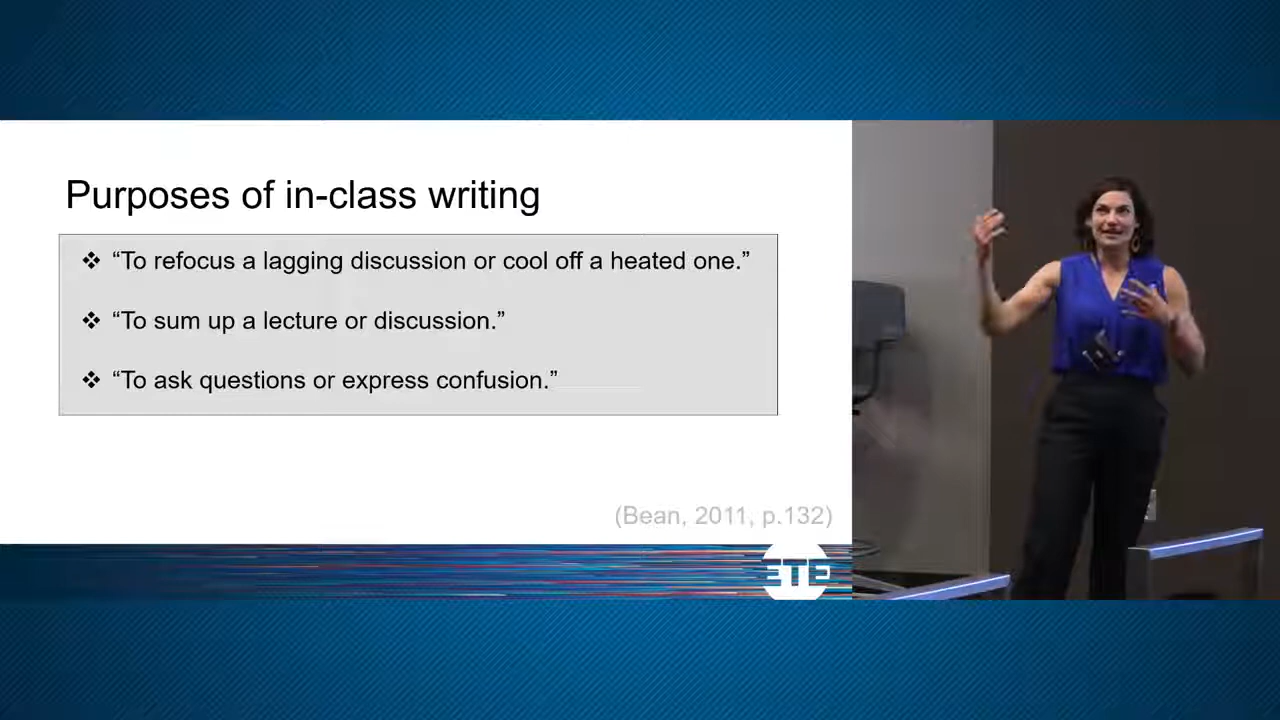 Purposes of in-class writing
❖ “To refocus a lagging discussion or cool off a heated one.”
❖ “To sum up a lecture or discussion.”
❖ “To ask questions or express confusion.”
(Bean, 2011, p.132)
ETE